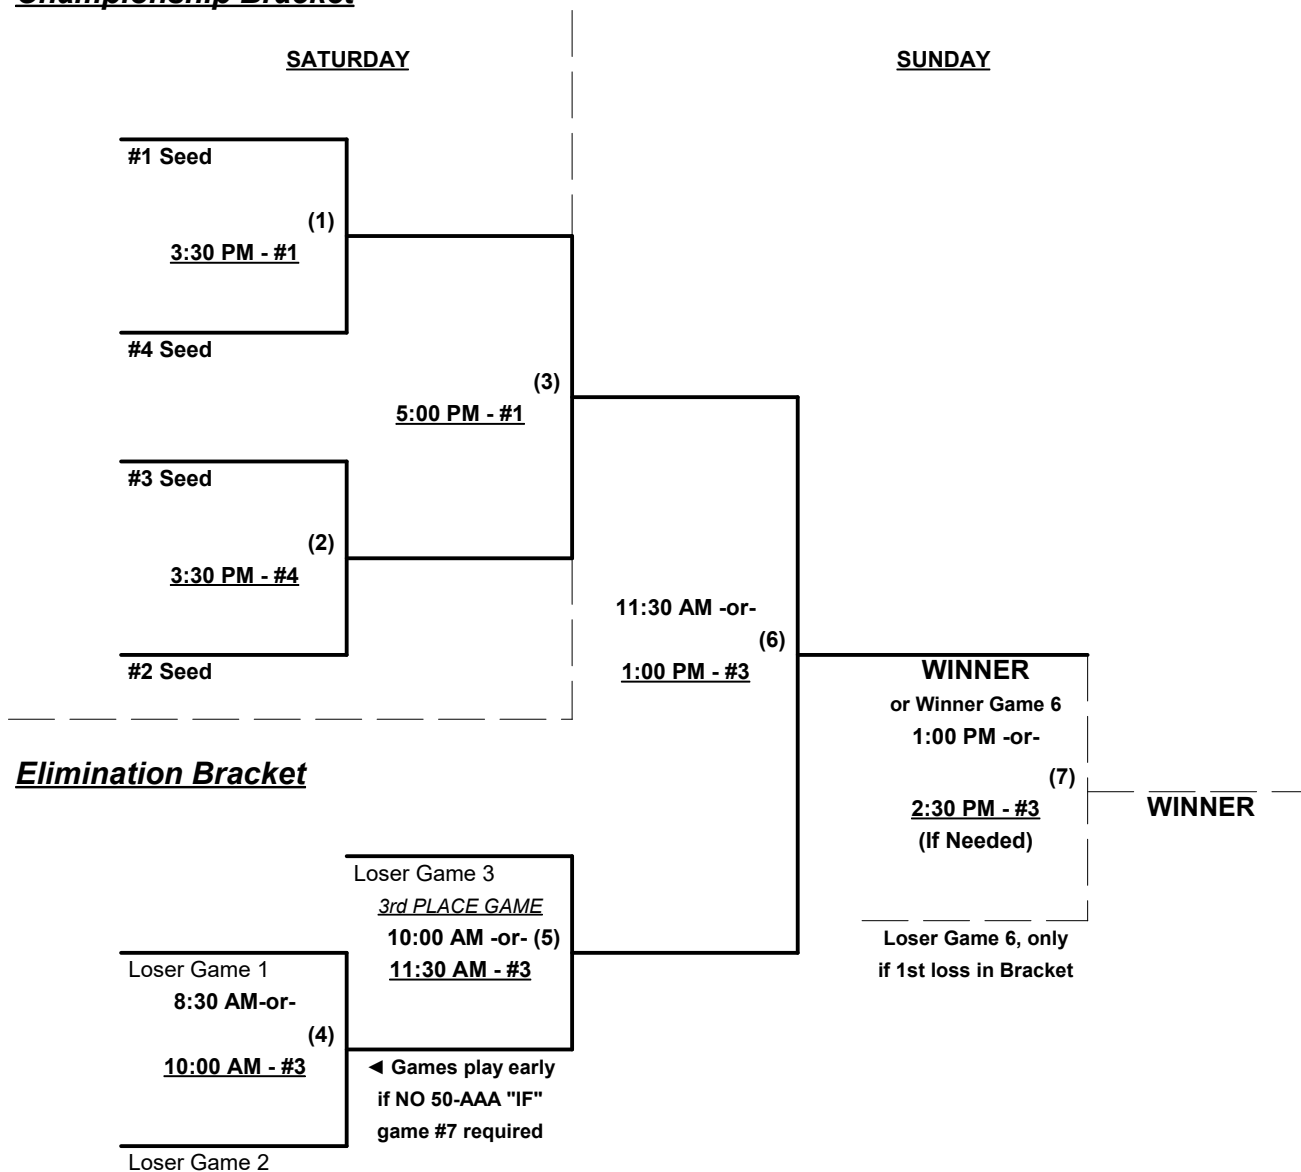 Championship Bracket
SATURDAY
SUNDAY
#1 Seed
(1)
3:30 PM - #1
#4 Seed
(3)
5:00 PM - #1
#3 Seed
(2)
3:30 PM - #4
#2 Seed
11:30 AM -or-
(6)
1:00 PM - #3
WINNER
or Winner Game 6
1:00 PM -or-
(7)
2:30 PM - #3
(If Needed)
WINNER
Loser Game 6, only
if 1st loss in Bracket
Elimination Bracket
Loser Game 3
3rd PLACE GAME
10:00 AM -or- (5)
11:30 AM - #3
Loser Game 1
8:30 AM-or-
(4)
10:00 AM - #3
Loser Game 2
◄ Games play early
if NO 50-AAA "IF"
game #7 required